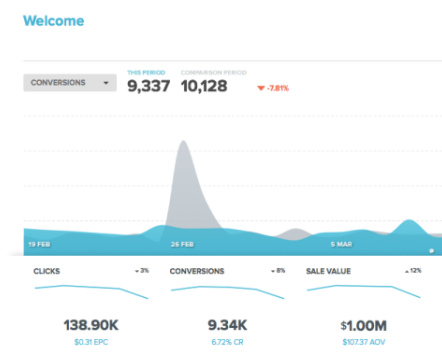 Welcome
THIS PERIOD COMPARISON PERIOD
CONVERSIONS 9,337 10,128 -7.81%
19 FEB 26 FEB 5 MAR
CLICKS 3% CONVERSIONS 8% SALE VALUE 12%
138.90K 9.34K $1.00M
$0.31 EPC 6.72% CR $107.37 AOV